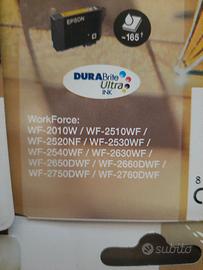 EPSON
~165
DURABrite
Ultra
INK
WorkForce:
WF-2010W / WF-2510WF /
WF-2520NF / WF-2530WF /
WF-2540WF / WF-2630WF /
WF-2650DWF / WF-2660DWF /
WF-2750DWF / WF-2760DWF
8
subito